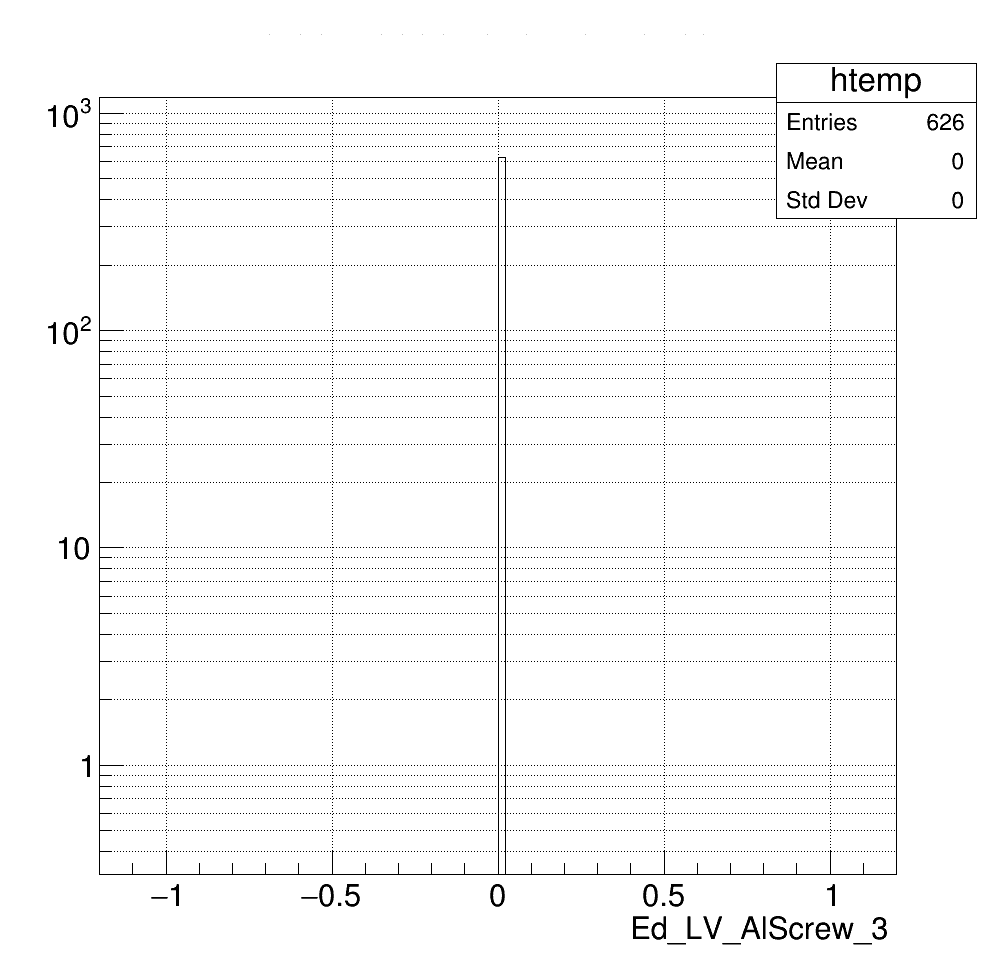 htemp
Entries 626
Mean 0
Std Dev 0
10³
10²
10
1
−1 −0.5 0 0.5 1
Ed_LV_AlScrew_3